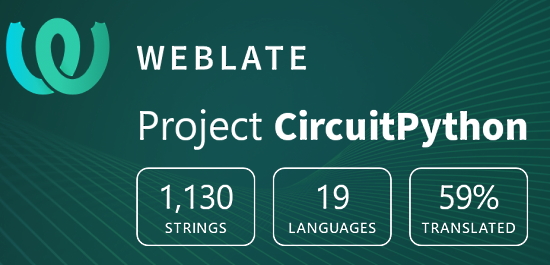 WEBLATE
Project CircuitPython
1,130 19 59%
STRINGS LANGUAGES TRANSLATED